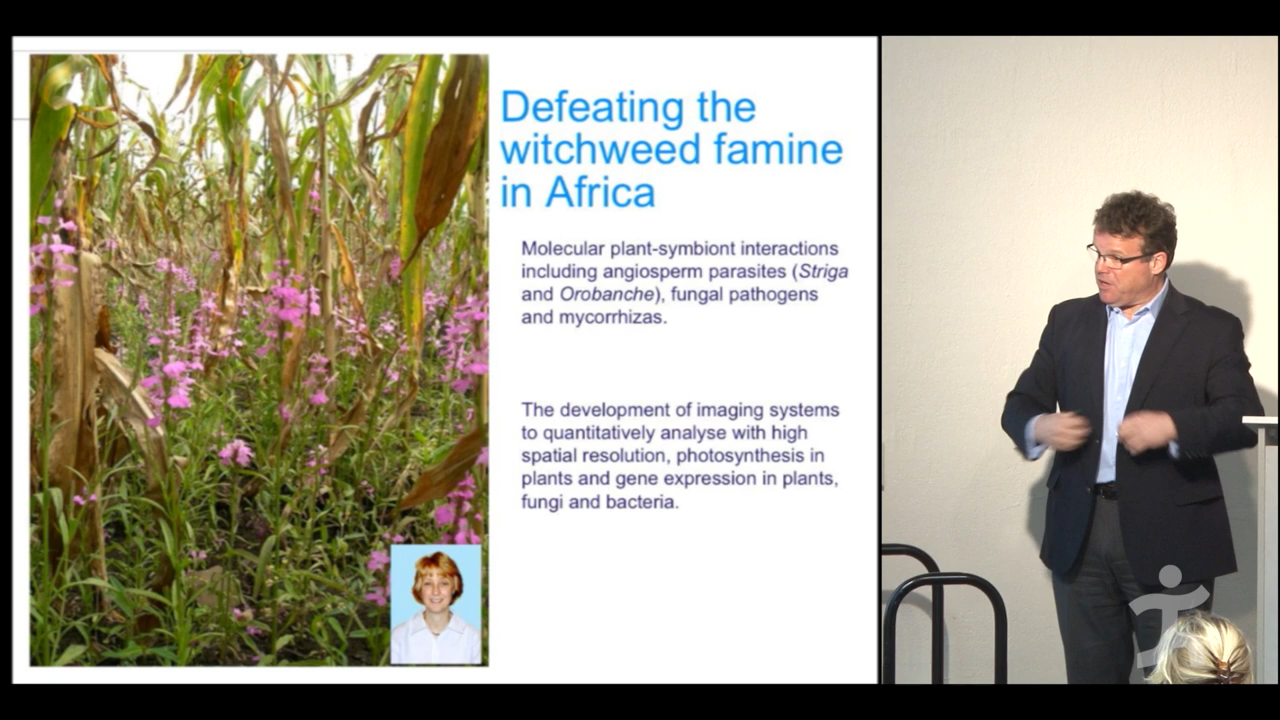 Defeating the
witchweed famine
in Africa
Molecular plant-symbiont interactions
including angiosperm parasites (Striga
and Orobanche), fungal pathogens
and mycorrhizas.
The development of imaging systems
to quantitatively analyse with high
spatial resolution, photosynthesis in
plants and gene expression in plants,
fungi and bacteria.